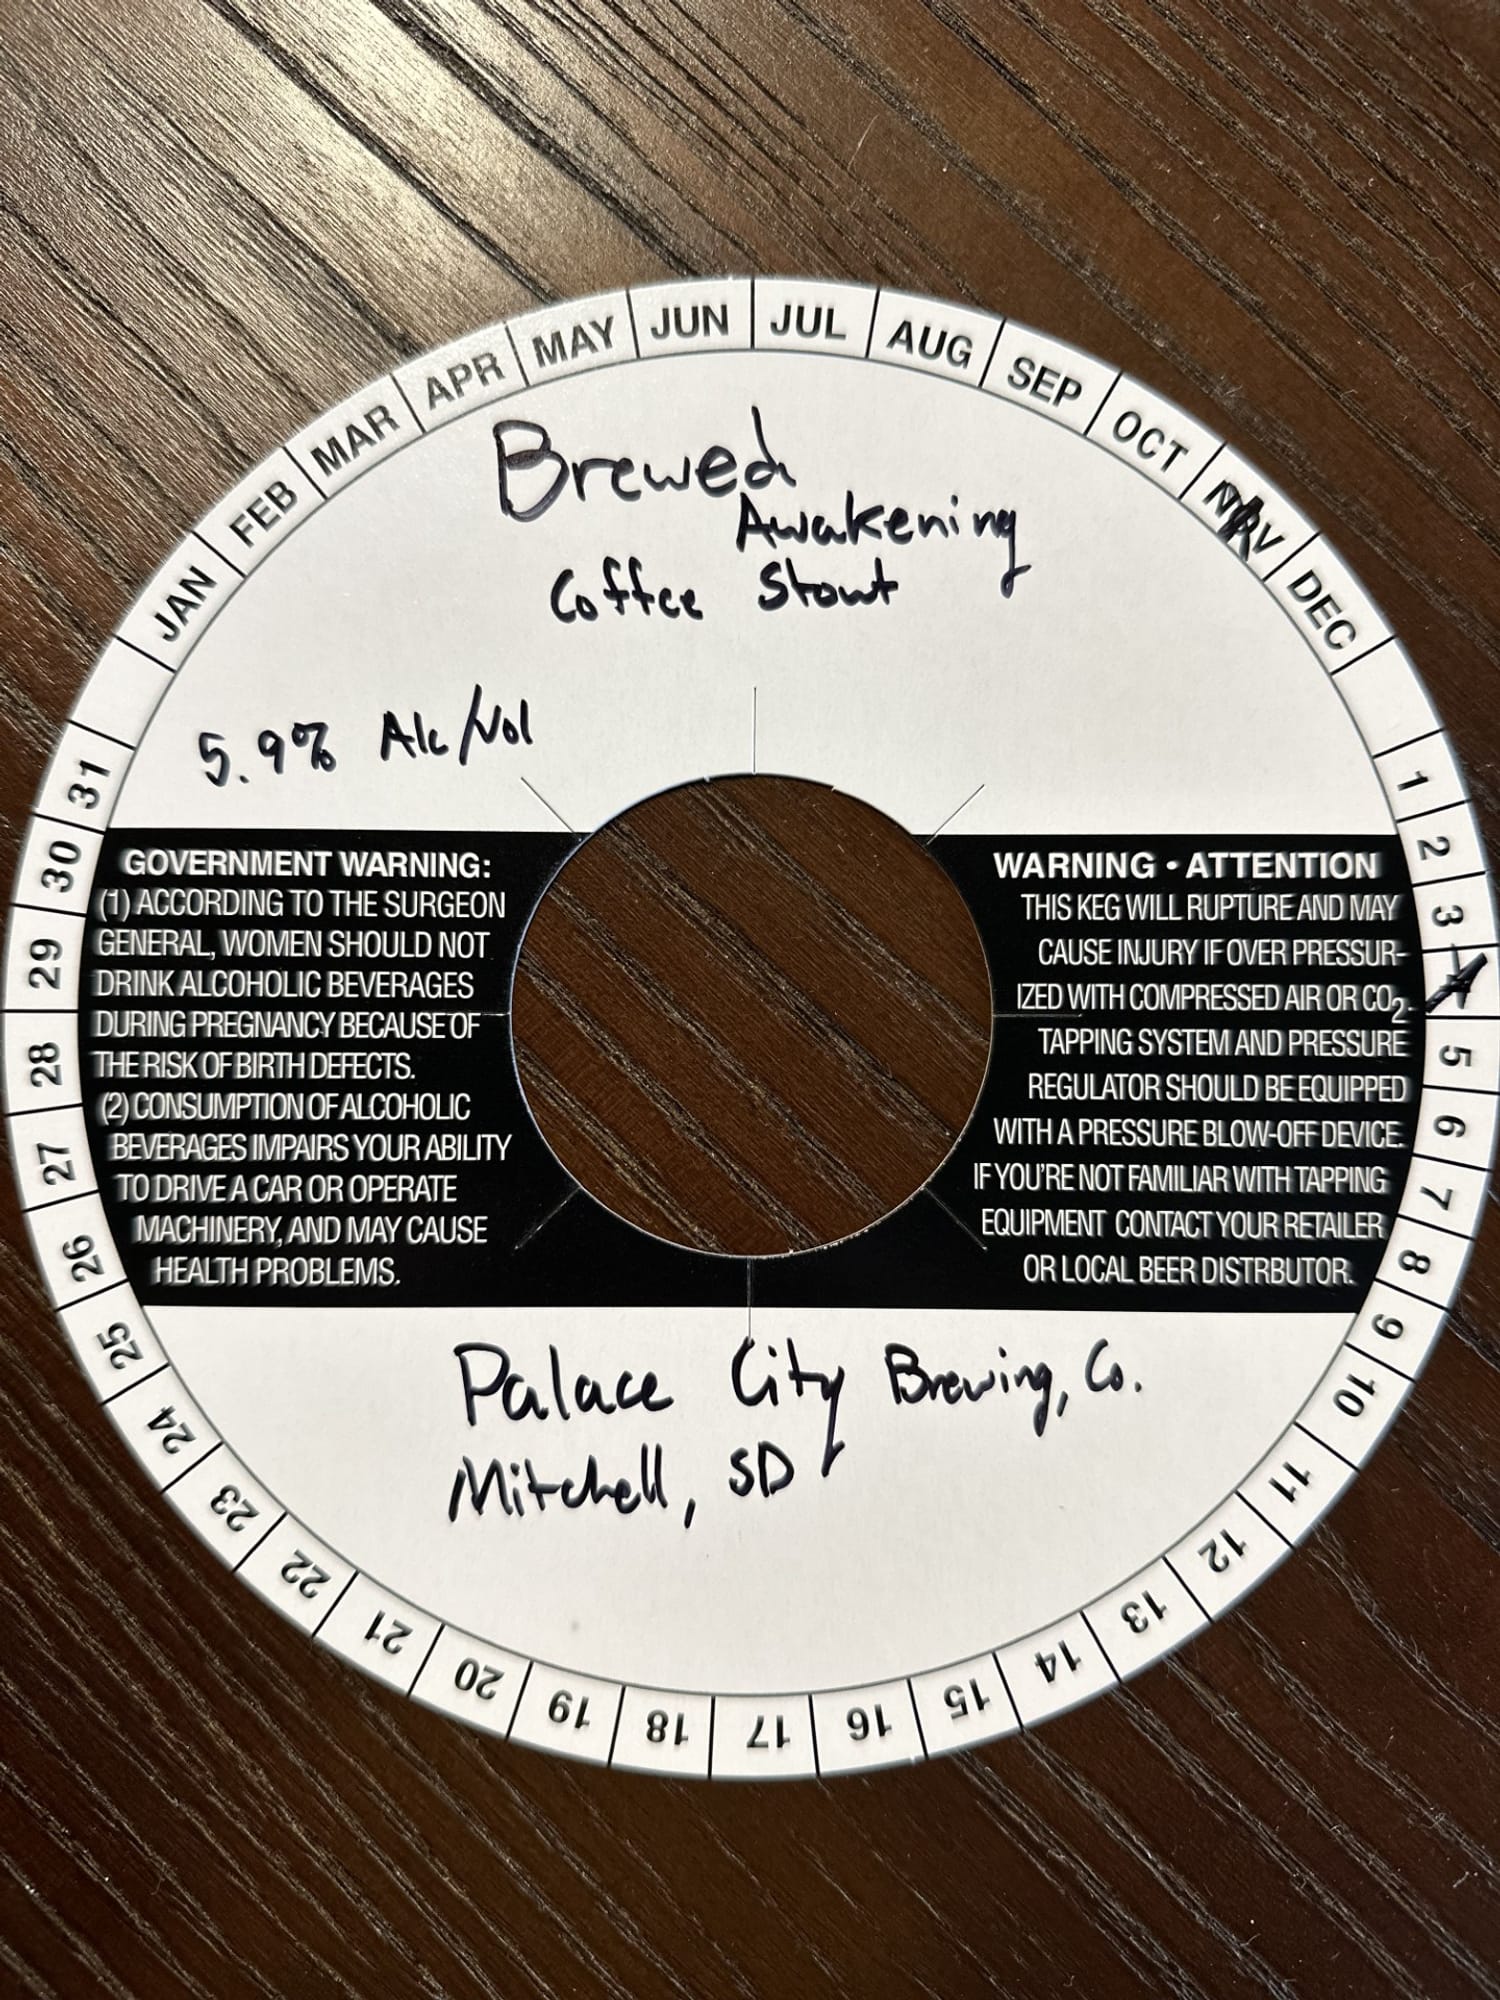 JAN FEB MAR APR MAY JUN JUL AUG SEP OCT NOV DEC
Brewed
Awakening
Coffee Stout
5.9% Alc/Vol
GOVERNMENT WARNING:
(1) ACCORDING TO THE SURGEON
GENERAL, WOMEN SHOULD NOT
DRINK ALCOHOLIC BEVERAGES
DURING PREGNANCY BECAUSE OF
THE RISK OF BIRTH DEFECTS.
(2) CONSUMPTION OF ALCOHOLIC
BEVERAGES IMPAIRS YOUR ABILITY
TO DRIVE A CAR OR OPERATE
MACHINERY, AND MAY CAUSE
HEALTH PROBLEMS.
WARNING • ATTENTION
THIS KEG WILL RUPTURE AND MAY
CAUSE INJURY IF OVER PRESSUR-
IZED WITH COMPRESSED AIR OR CO2.
TAPPING SYSTEM AND PRESSURE
REGULATOR SHOULD BE EQUIPPED
WITH A PRESSURE BLOW-OFF DEVICE.
IF YOU'RE NOT FAMILIAR WITH TAPPING
EQUIPMENT CONTACT YOUR RETAILER
OR LOCAL BEER DISTRBUTOR.
Palace City Brewing, Co.
Mitchell, SD
1 2 3 4 5 6 7 8 9 10 11 12 13 14 15 16 17 18 19 20 21 22 23 24 25 26 27 28 29 30 31